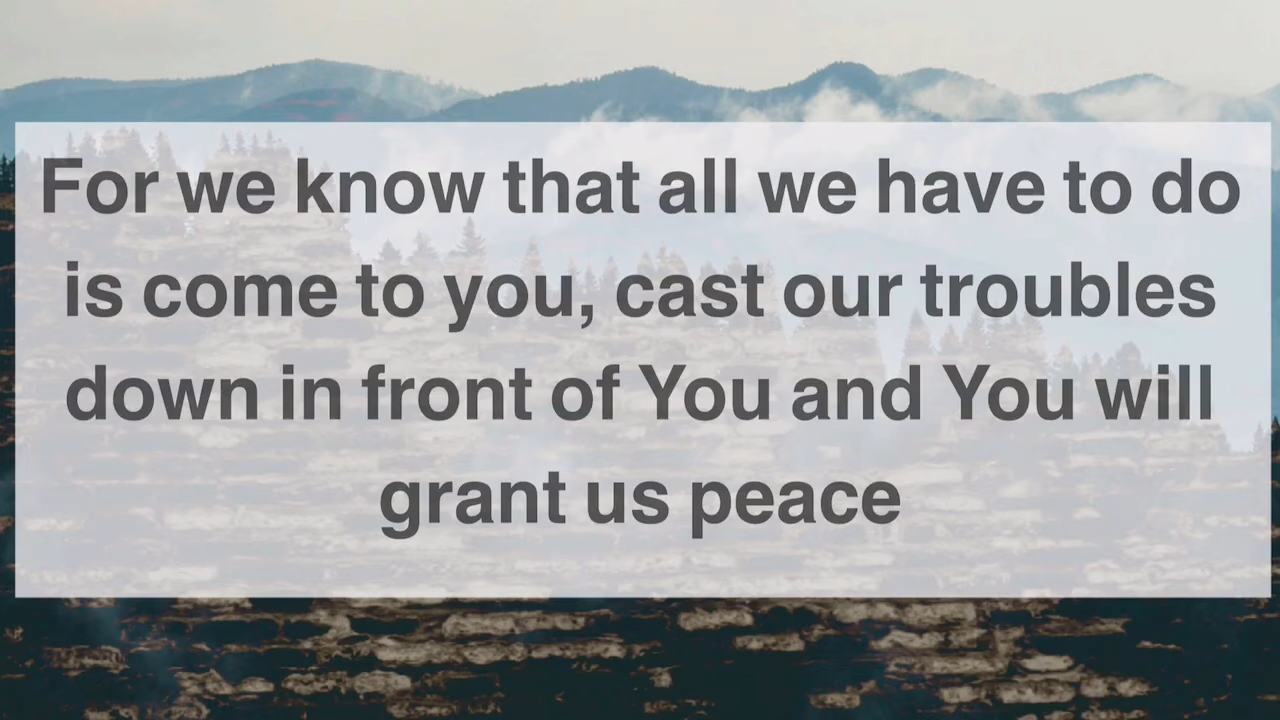 For we know that all we have to do
is come to you, cast our troubles
down in front of You and You will
grant us peace